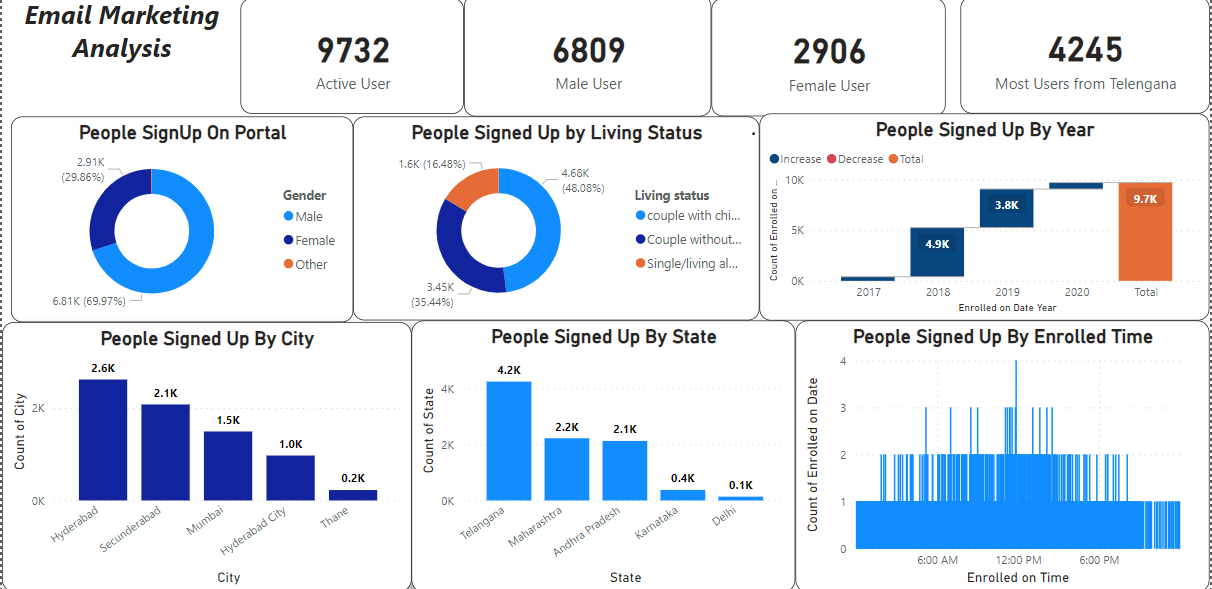 Email Marketing
Analysis
9732
Active User
6809
Male User
2906
Female User
4245
Most Users from Telengana
People SignUp On Portal
2.91K
(29.86%)
6.81K (69.97%)
Gender
Male
Female
Other
People Signed Up by Living Status
1.6K (16.48%)
4.68K
(48.08%)
3.45K
(35.44%)
Living status
couple with chi...
Couple without...
Single/living al...
People Signed Up By Year
Increase Decrease Total
Count of Enrolled on ...
10K
5K
0K
4.9K
3.8K
9.7K
2017 2018 2019 2020 Total
Enrolled on Date Year
People Signed Up By City
Count of City
2K
0K
2.6K
2.1K
1.5K
1.0K
0.2K
Hyderabad
Secunderabad
Mumbai
Hyderabad City
Thane
City
People Signed Up By State
Count of State
4K
2K
0K
4.2K
2.2K
2.1K
0.4K
0.1K
Telangana
Maharashtra
Andhra Pradesh
Karnataka
Delhi
State
People Signed Up By Enrolled Time
Count of Enrolled on Date
4
3
2
1
0
6:00 AM 12:00 PM 6:00 PM
Enrolled on Time